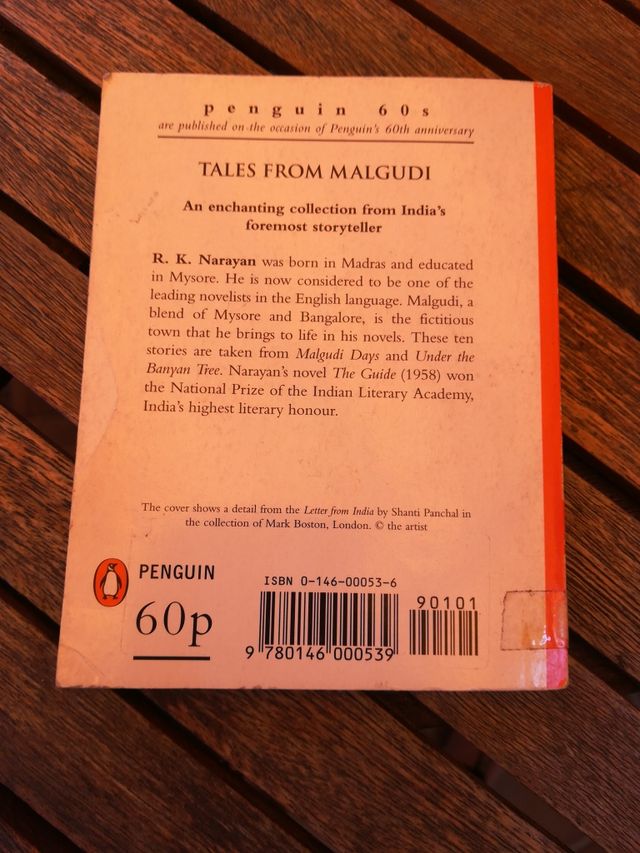 penguin 60s
are published on the occasion of Penguin's 60th anniversary
TALES FROM MALGUDI
An enchanting collection from India's
foremost storyteller
R. K. Narayan was born in Madras and educated
in Mysore. He is now considered to be one of the
leading novelists in the English language. Malgudi, a
blend of Mysore and Bangalore, is the fictitious
town that he brings to life in his novels. These ten
stories are taken from Malgudi Days and Under the
Banyan Tree. Narayan's novel The Guide (1958) won
the National Prize of the Indian Literary Academy,
India's highest literary honour.
The cover shows a detail from the Letter from India by Shanti Panchal in
the collection of Mark Boston, London. © the artist
PENGUIN
60p
ISBN 0-146-00053-6
90101
9 780146 000539